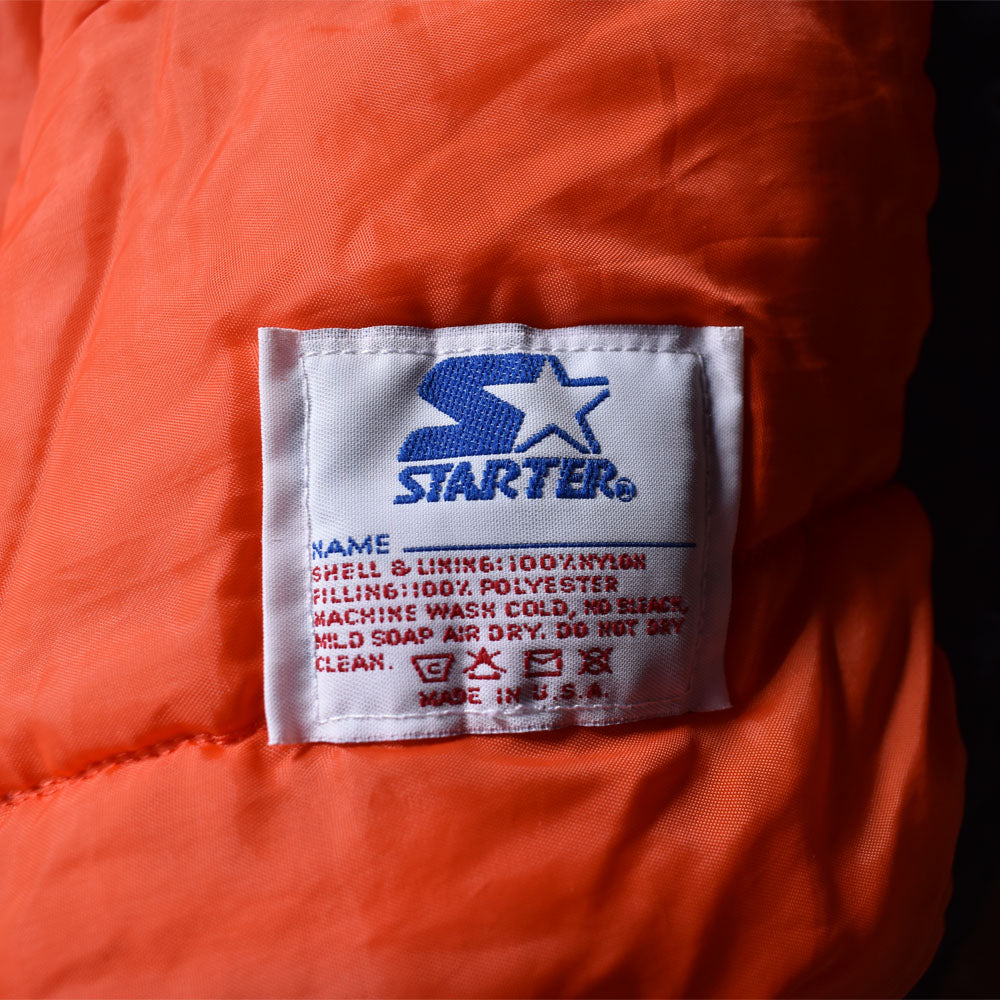 STARTER®
NAME
SHELL & LINING: 100% NYLON
FILLING: 100% POLYESTER
MACHINE WASH COLD, NO BLEACH,
MILD SOAP AIR DRY. DO NOT DRY
CLEAN.
MADE IN U.S.A.